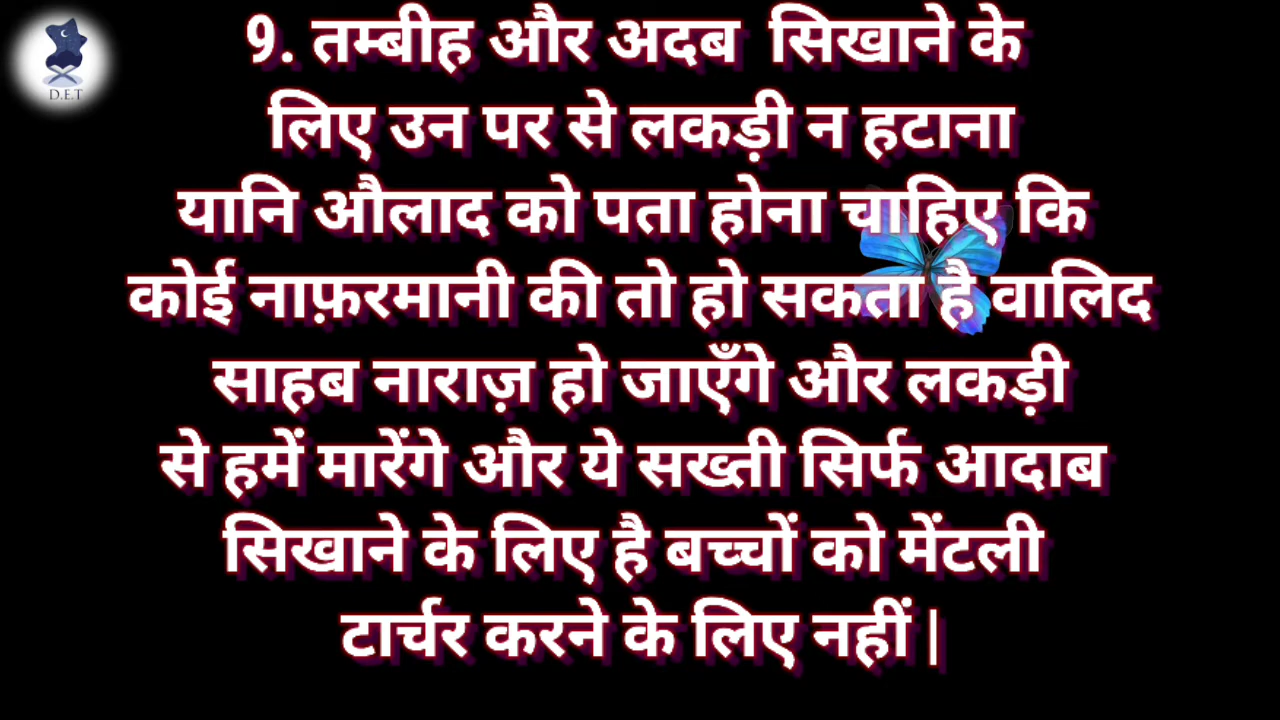 D.E.T
9. तम्बीह और अदब सिखाने के
लिए उन पर से लकड़ी न हटाना
यानि औलाद को पता होना चाहिए कि
कोई नाफ़रमानी की तो हो सकता है वालिद
साहब नाराज़ हो जाएँगे और लकड़ी
से हमें मारेंगे और ये सख्ती सिर्फ आदाब
सिखाने के लिए है बच्चों को मेंटली
टार्चर करने के लिए नहीं |